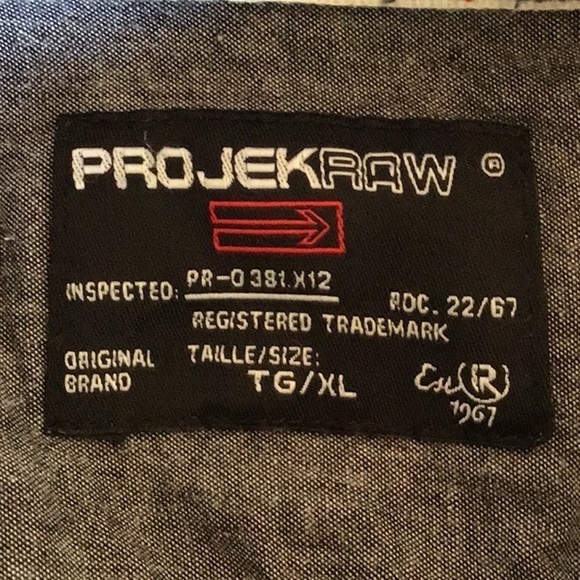 PROJEKRAW ®
INSPECTED: PR-0381.X12
ROC. 22/67
REGISTERED TRADEMARK
ORIGINAL BRAND
TAILLE/SIZE:
TG/XL
Est R
1967